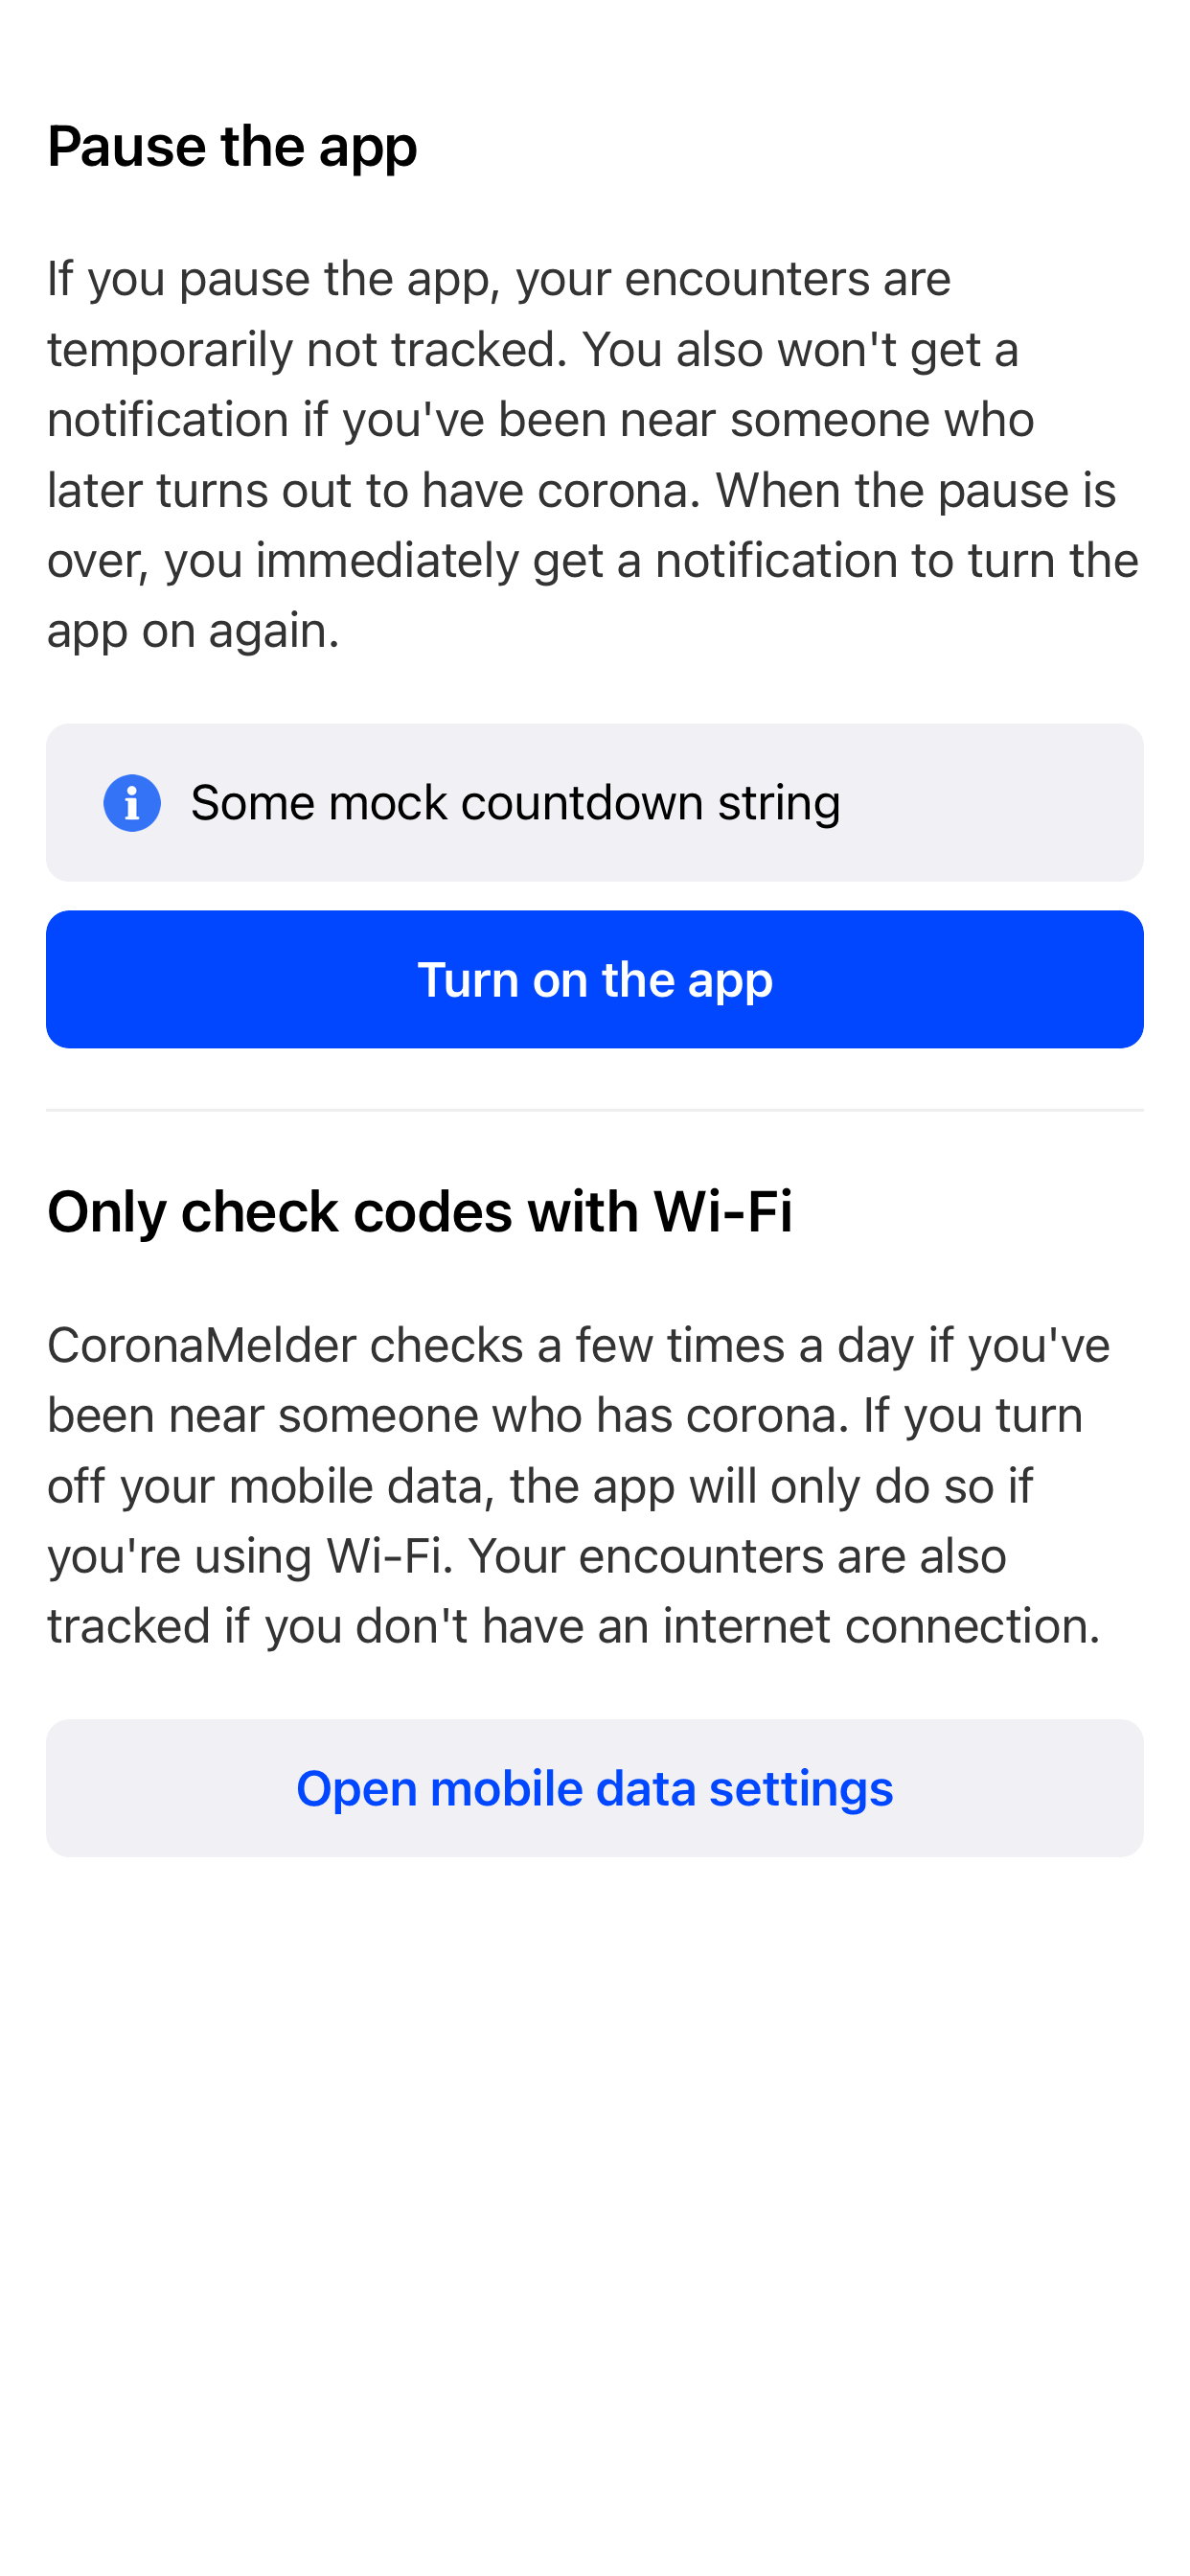 Pause the app
If you pause the app, your encounters are
temporarily not tracked. You also won't get a
notification if you've been near someone who
later turns out to have corona. When the pause is
over, you immediately get a notification to turn the
app on again.
Some mock countdown string
Turn on the app
Only check codes with Wi-Fi
CoronaMelder checks a few times a day if you've
been near someone who has corona. If you turn
off your mobile data, the app will only do so if
you're using Wi-Fi. Your encounters are also
tracked if you don't have an internet connection.
Open mobile data settings